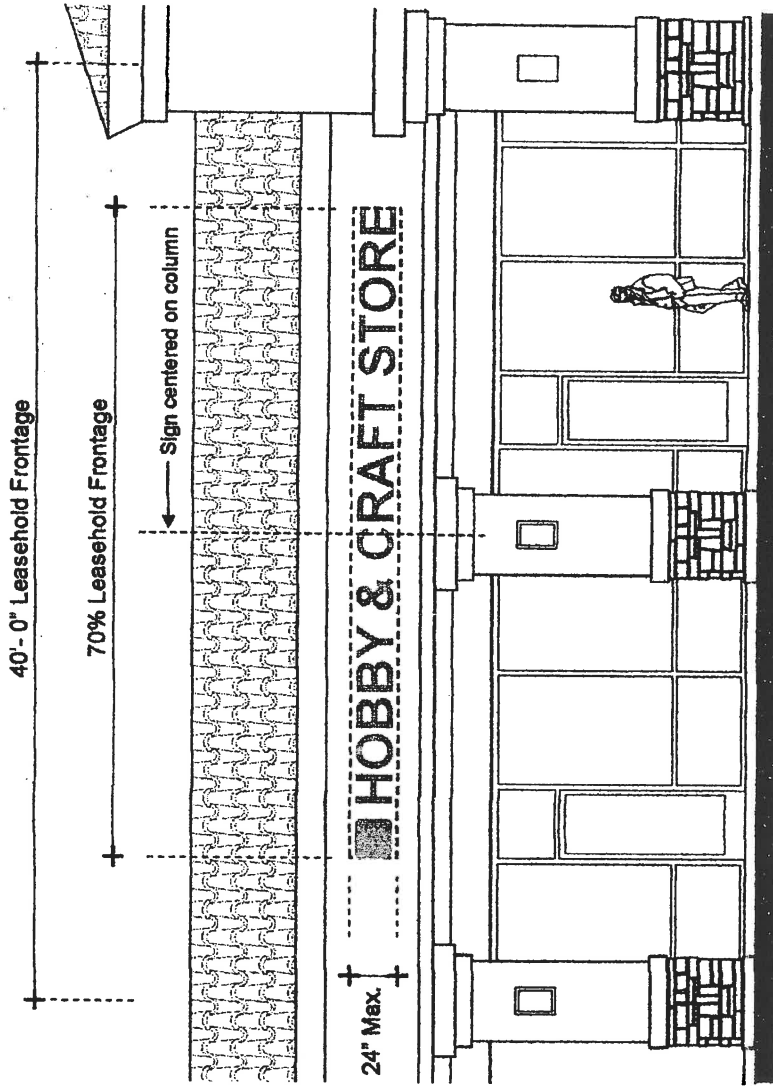 40'- 0" Leasehold Frontage
70% Leasehold Frontage
Sign centered on column
HOBBY & CRAFT STORE
24" Max.